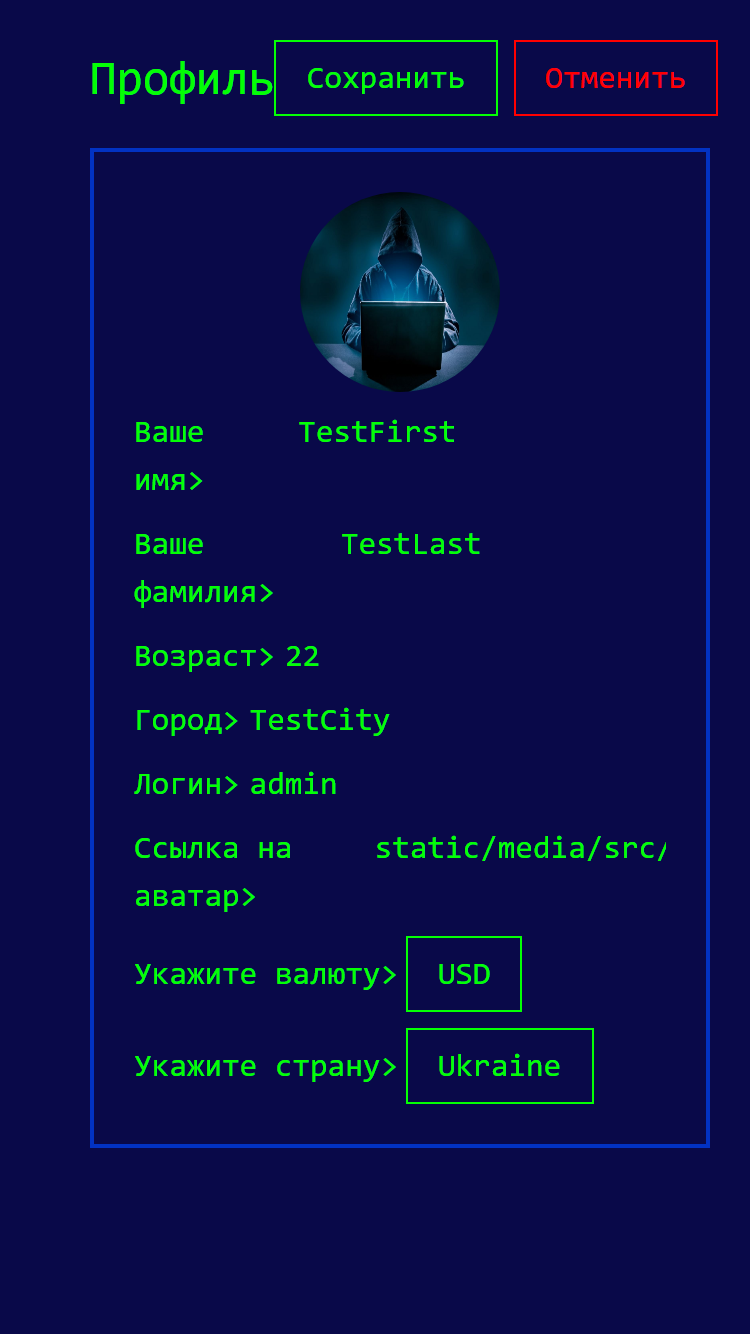 Профиль Сохранить Отменить
Ваше TestFirst
имя>
Ваше TestLast
фамилия>
Возраст> 22
Город> TestCity
Логин> admin
Ссылка на static/media/src/
аватар>
Укажите валюту> USD
Укажите страну> Ukraine